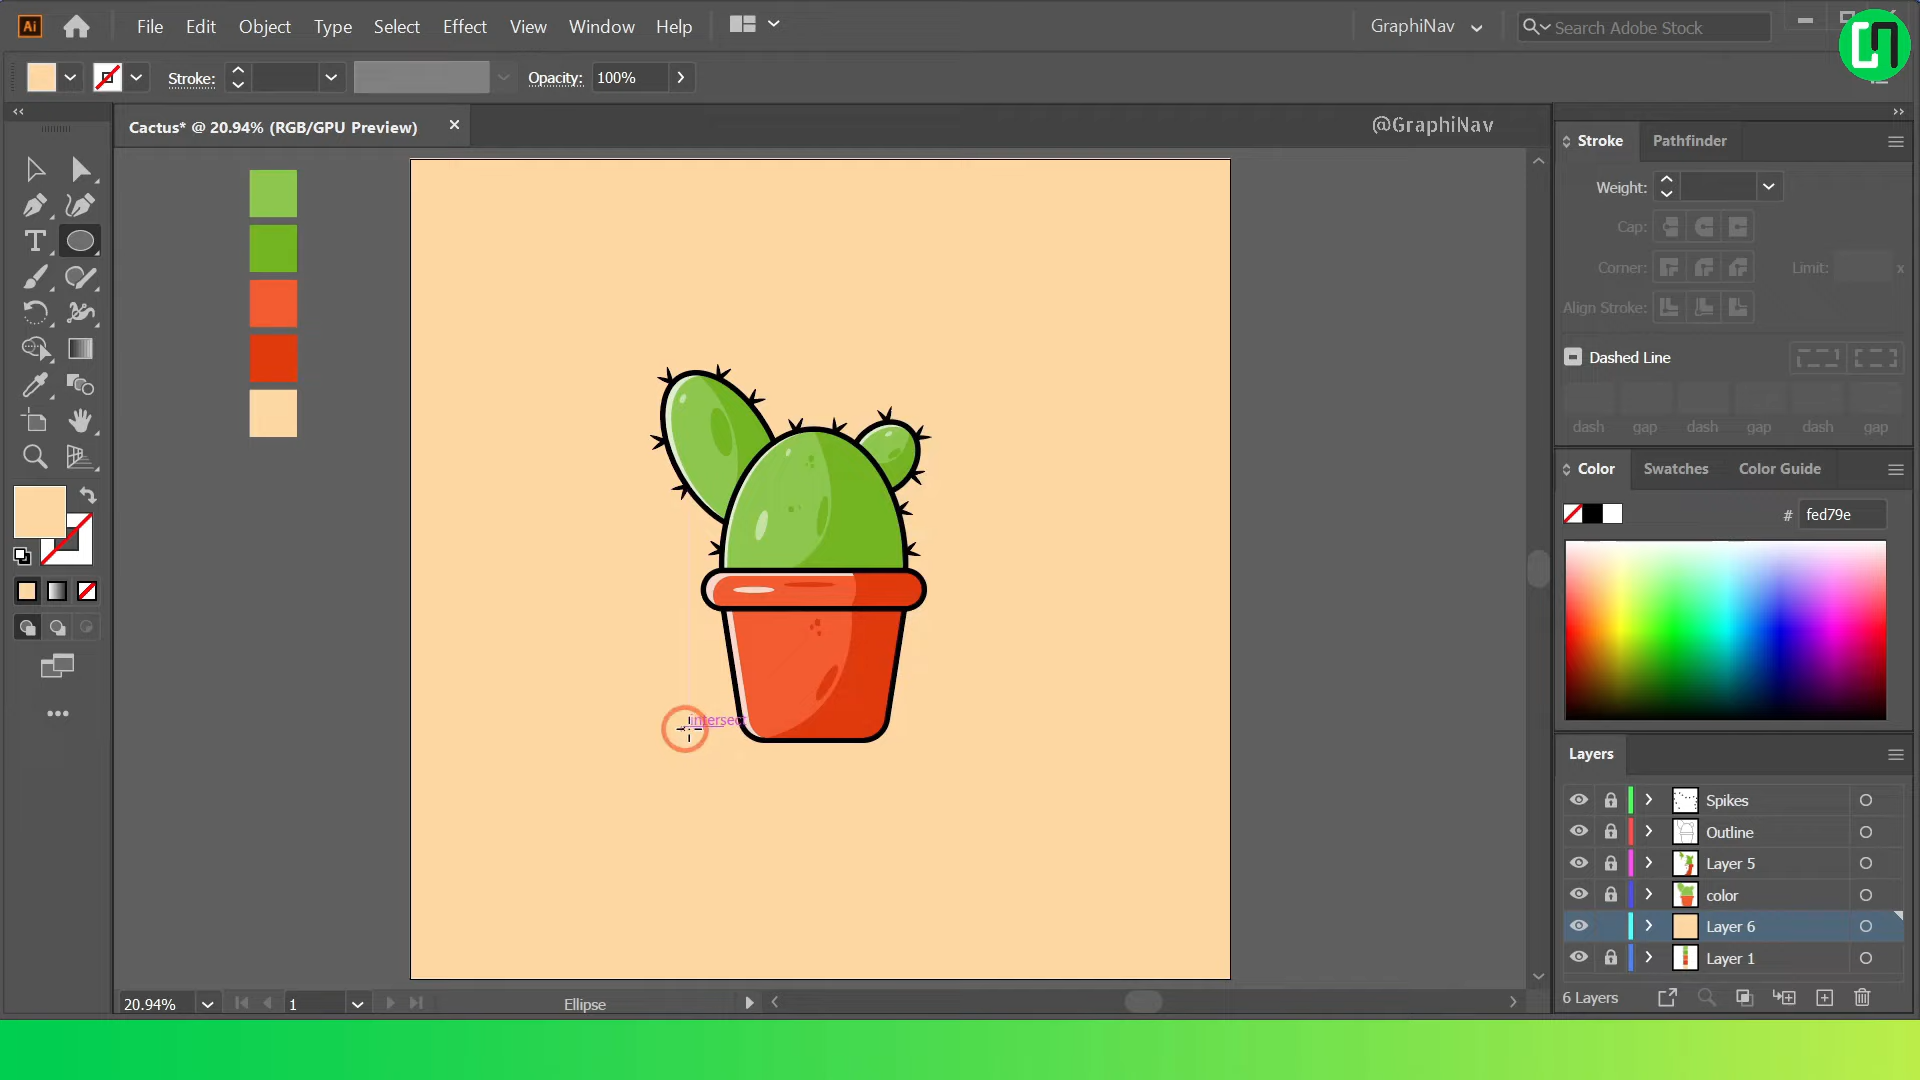 Ai
File Edit Object Type Select Effect View Window Help
GraphiNav
Search Adobe Stock
Stroke:
Opacity: 100%
Cactus* @ 20.94% (RGB/GPU Preview)
@GraphiNav
Stroke Pathfinder
Weight:
Cap:
Corner:
Limit:
x
Align Stroke:
Dashed Line
dash gap dash gap dash gap
Color Swatches Color Guide
# fed79e
intersect
Layers
Spikes
Outline
Layer 5
color
Layer 6
Layer 1
6 Layers
20.94%
1
Ellipse